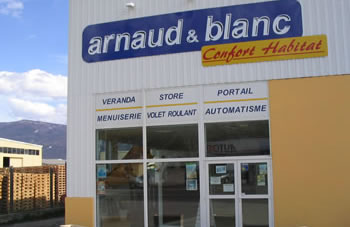 arnaud & blanc
Confort Habitat
VERANDA STORE PORTAIL
MENUISERIE VOLET ROULANT AUTOMATISME